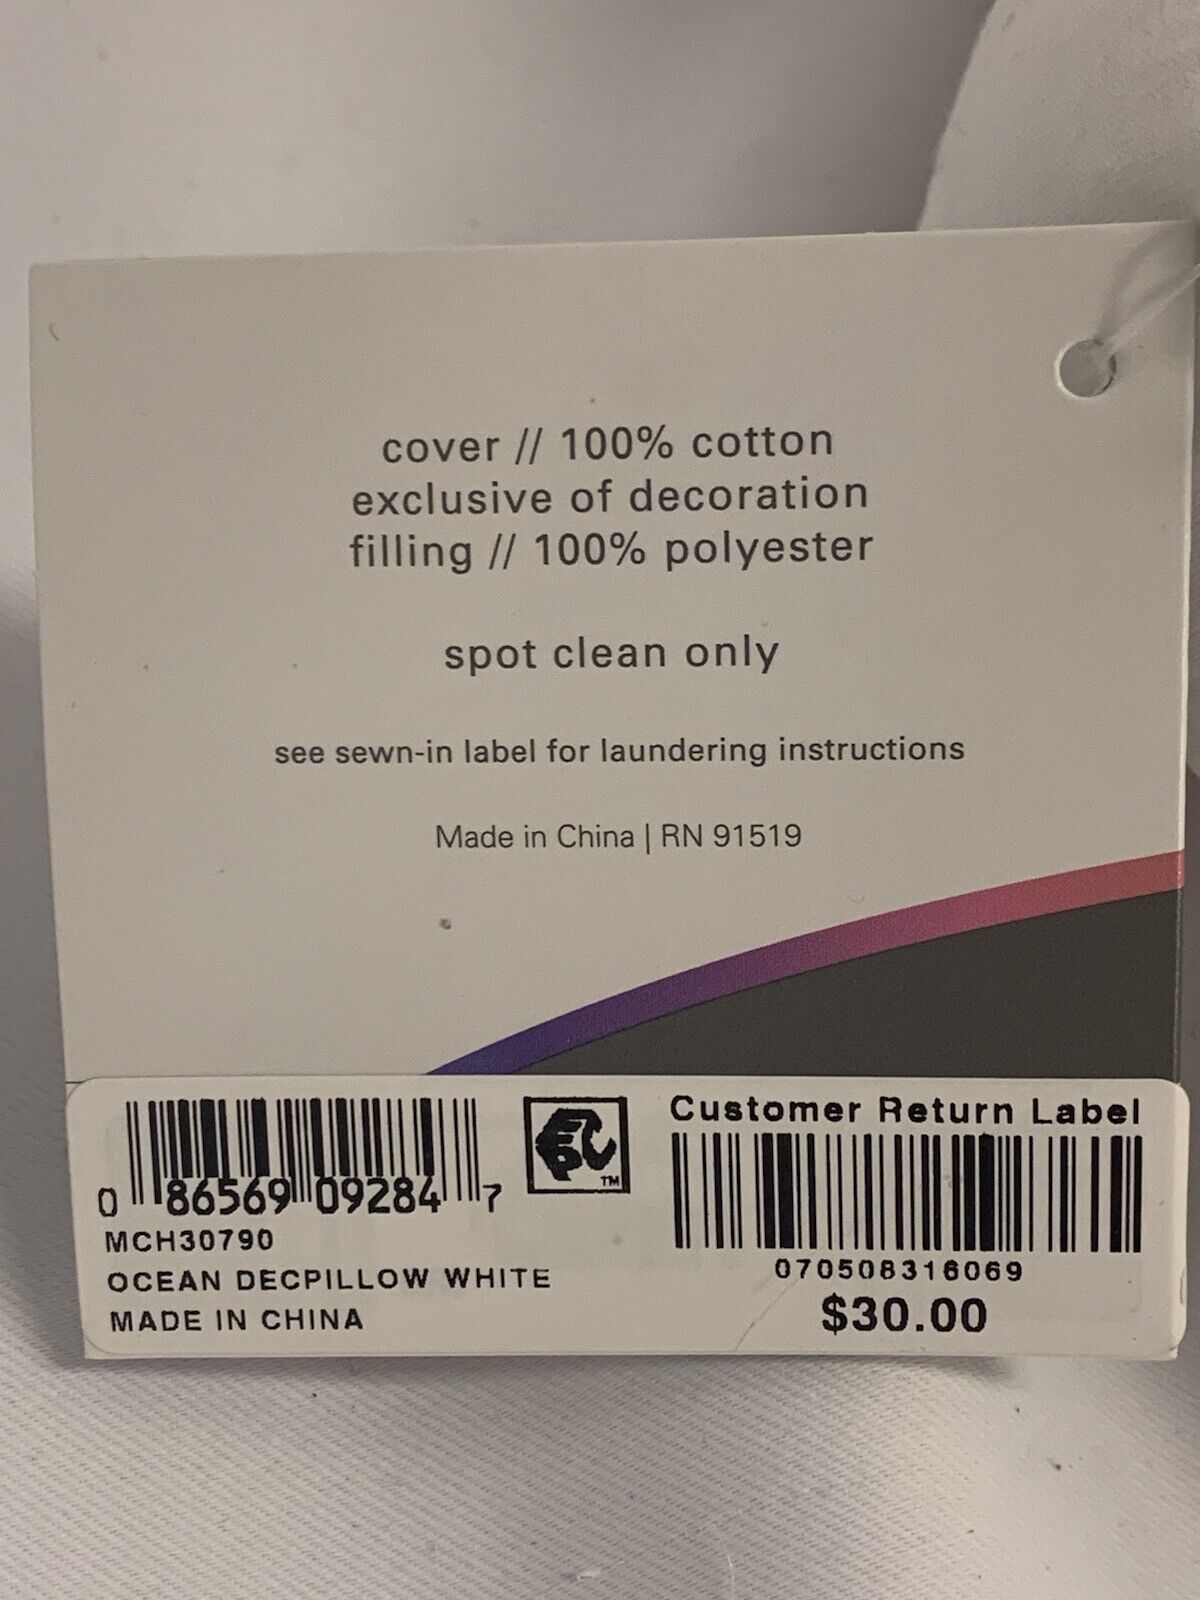 cover // 100% cotton
exclusive of decoration
filling // 100% polyester
spot clean only
see sewn-in label for laundering instructions
Made in China | RN 91519
0 86569 09284 7
MCH30790
OCEAN DECPILLOW WHITE
MADE IN CHINA
EPC TM
Customer Return Label
070508316069
$30.00